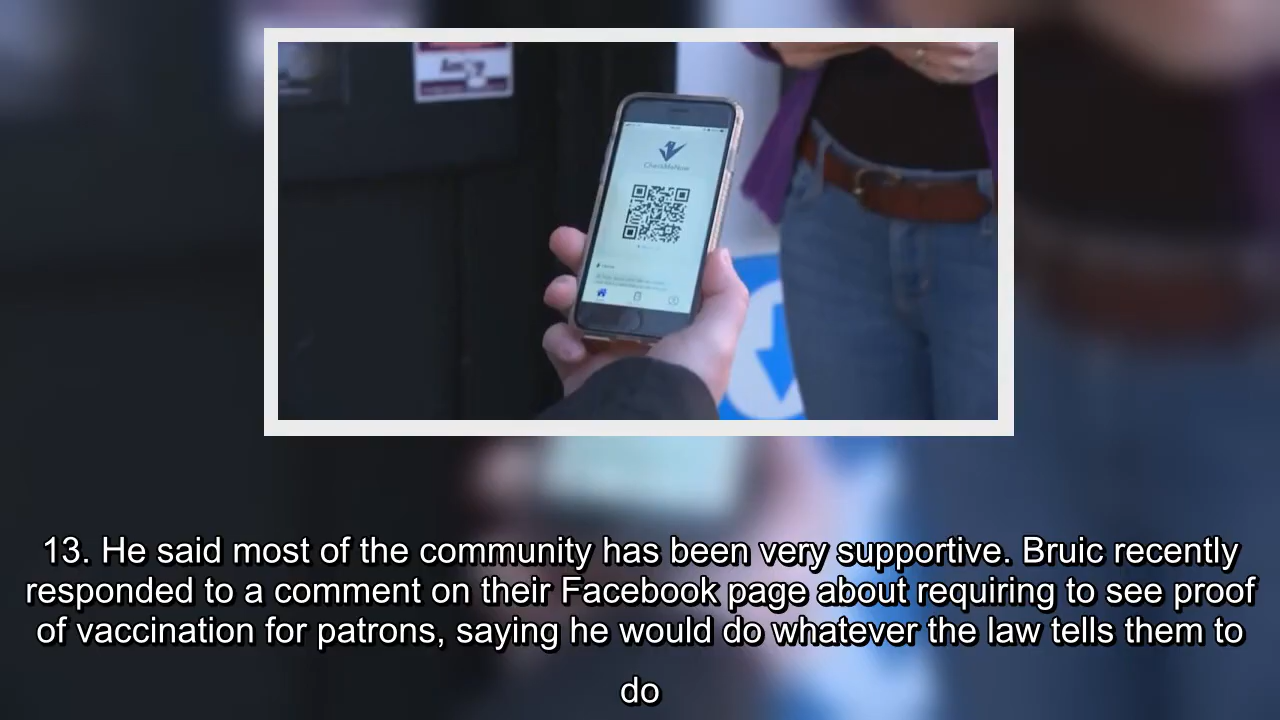 CheckMeNow
13. He said most of the community has been very supportive. Bruic recently
responded to a comment on their Facebook page about requiring to see proof
of vaccination for patrons, saying he would do whatever the law tells them to
do